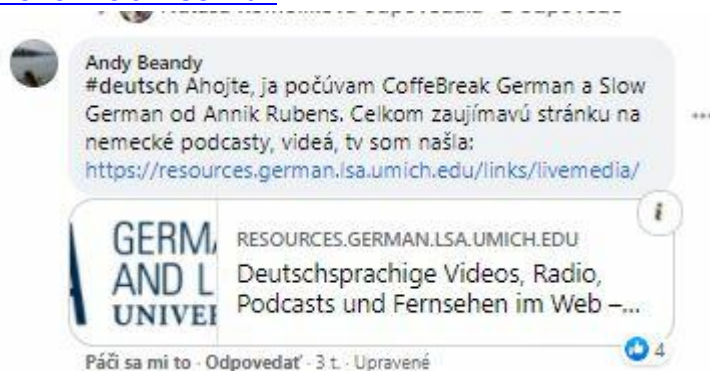 Andy Beandy
#deutsch Ahojte, ja počúvam CoffeBreak German a Slow
German od Annik Rubens. Celkom zaujímavú stránku na
nemecké podcasty, videá, tv som našla:
https://resources.german.lsa.umich.edu/links/livemedia/
GERMA
AND L
UNIVER
i
RESOURCES.GERMAN.LSA.UMICH.EDU
Deutschsprachige Videos, Radio,
Podcasts und Fernsehen im Web –...
4
Páči sa mi to · Odpovedať · 3 t. · Upravené